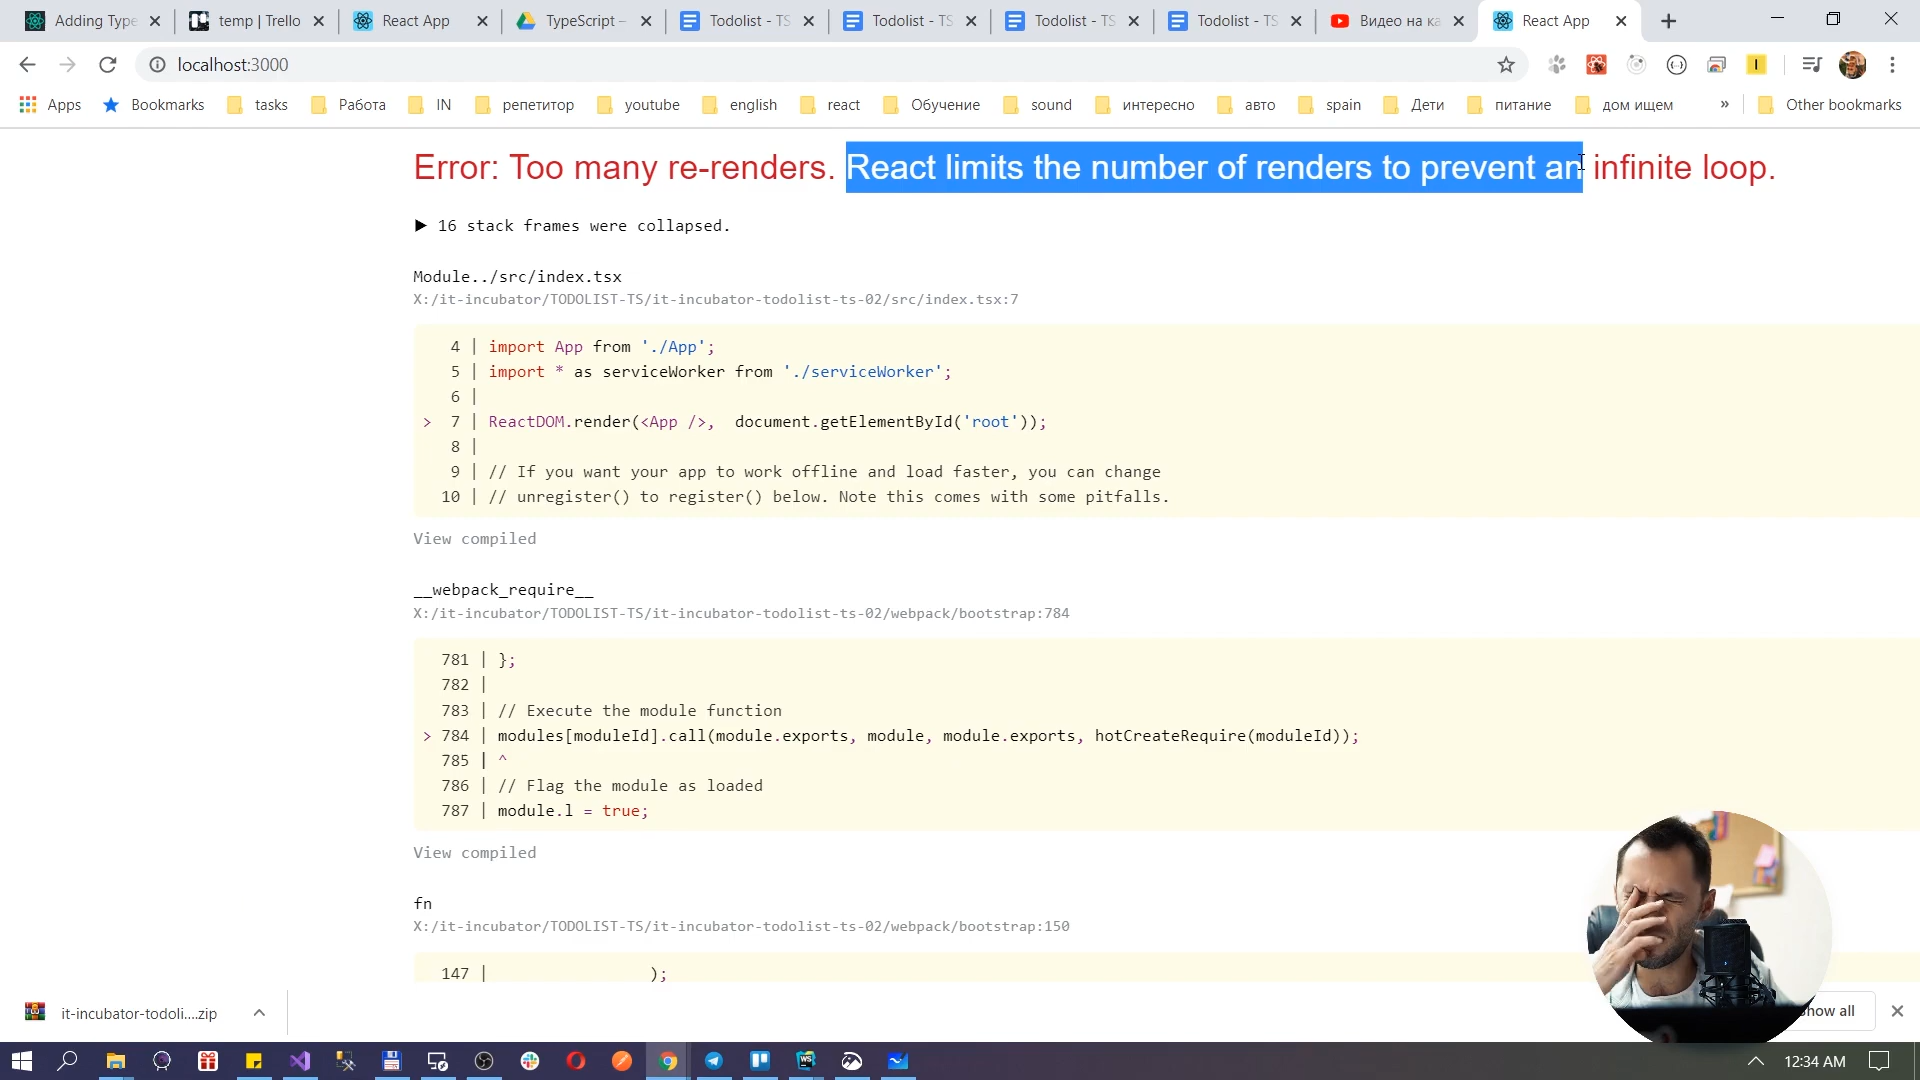 Adding Type
temp | Trello
React App
TypeScript –
Todolist - TS
Todolist - TS
Todolist - TS
Todolist - TS
Видео на ка
React App
localhost:3000
Apps
Bookmarks
tasks
Работа
IN
репетитор
youtube
english
react
Обучение
sound
интересно
авто
spain
Дети
питание
дом ищем
»
Other bookmarks
Error: Too many re-renders. React limits the number of renders to prevent an infinite loop.
▶ 16 stack frames were collapsed.
Module../src/index.tsx
X:/it-incubator/TODOLIST-TS/it-incubator-todolist-ts-02/src/index.tsx:7
4 | import App from './App';
5 | import * as serviceWorker from './serviceWorker';
6 |
> 7 | ReactDOM.render(<App />,  document.getElementById('root'));
8 |
9 | // If you want your app to work offline and load faster, you can change
10 | // unregister() to register() below. Note this comes with some pitfalls.
View compiled
__webpack_require__
X:/it-incubator/TODOLIST-TS/it-incubator-todolist-ts-02/webpack/bootstrap:784
781 | };
782 |
783 | // Execute the module function
> 784 | modules[moduleId].call(module.exports, module, module.exports, hotCreateRequire(moduleId));
785 | ^
786 | // Flag the module as loaded
787 | module.l = true;
View compiled
fn
X:/it-incubator/TODOLIST-TS/it-incubator-todolist-ts-02/webpack/bootstrap:150
147 | );
it-incubator-todoli....zip
how all
12:34 AM